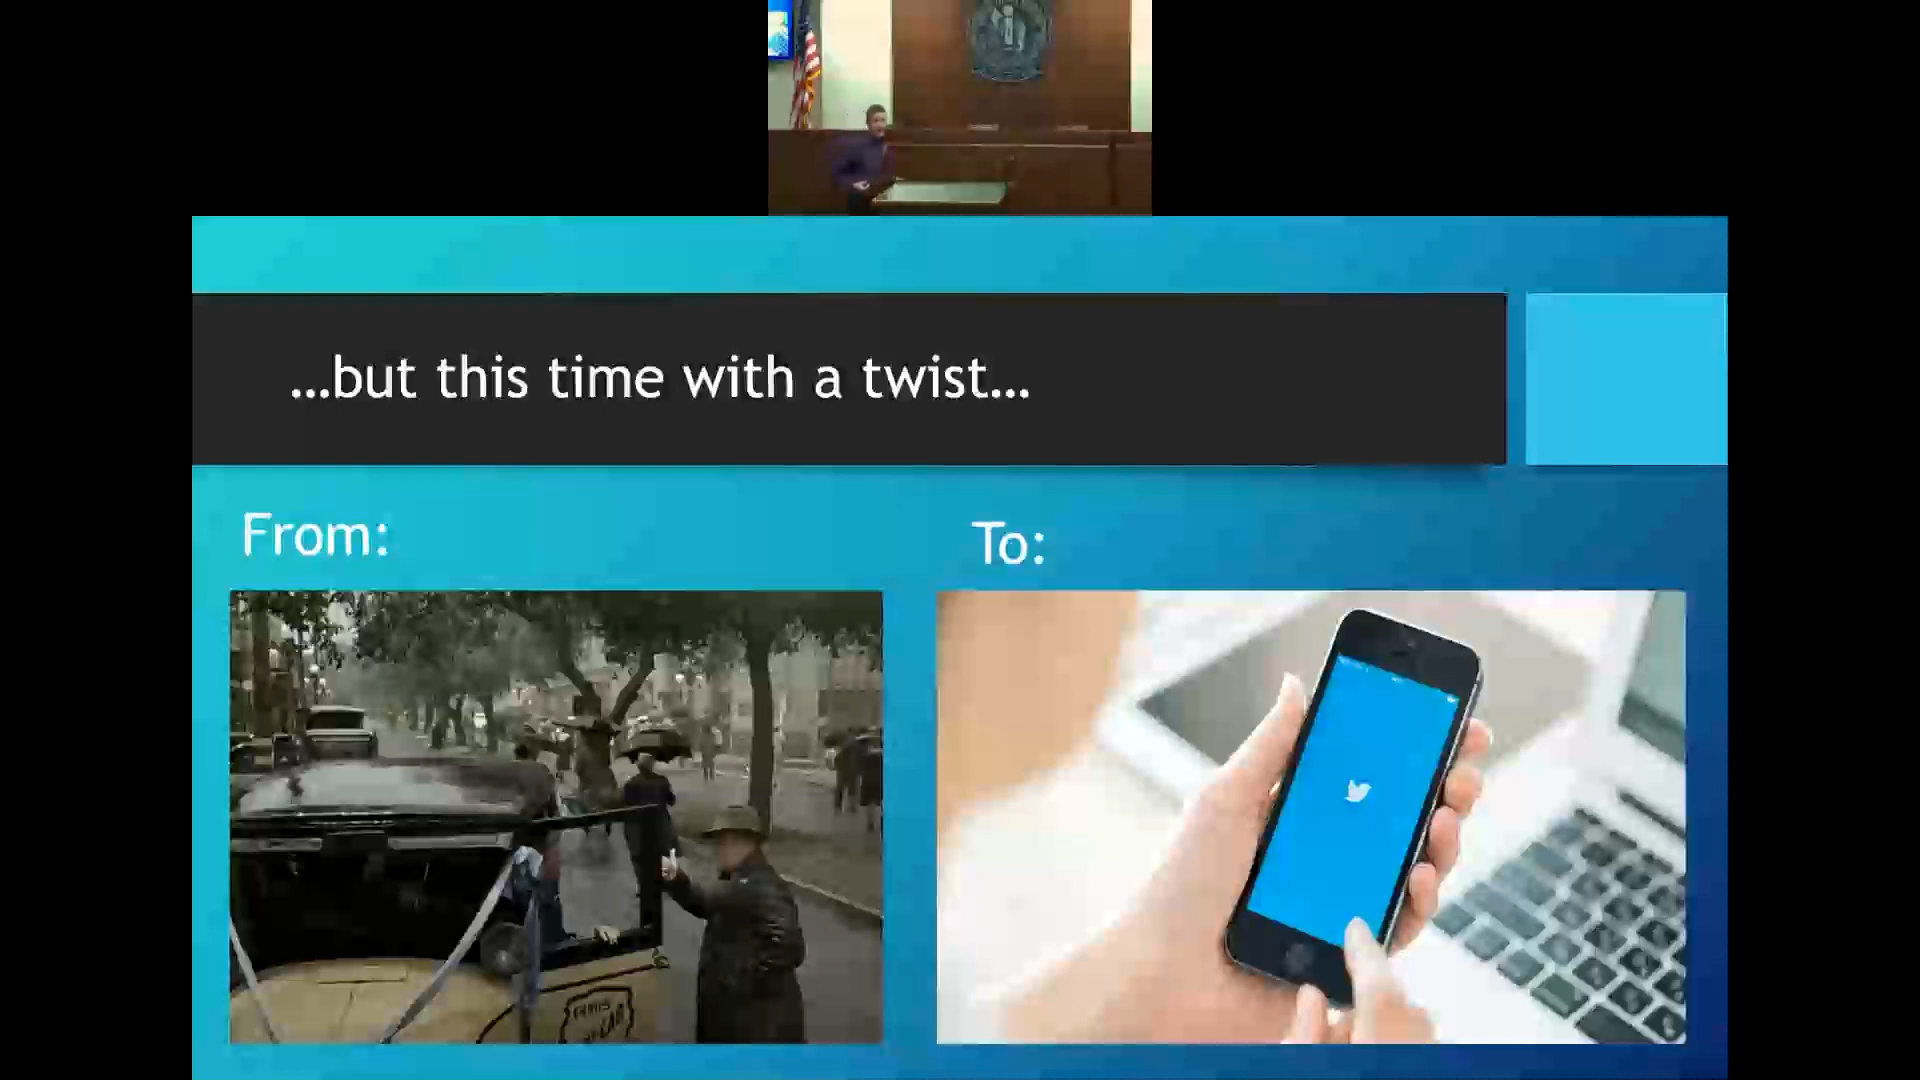 …but this time with a twist…
From:
To: